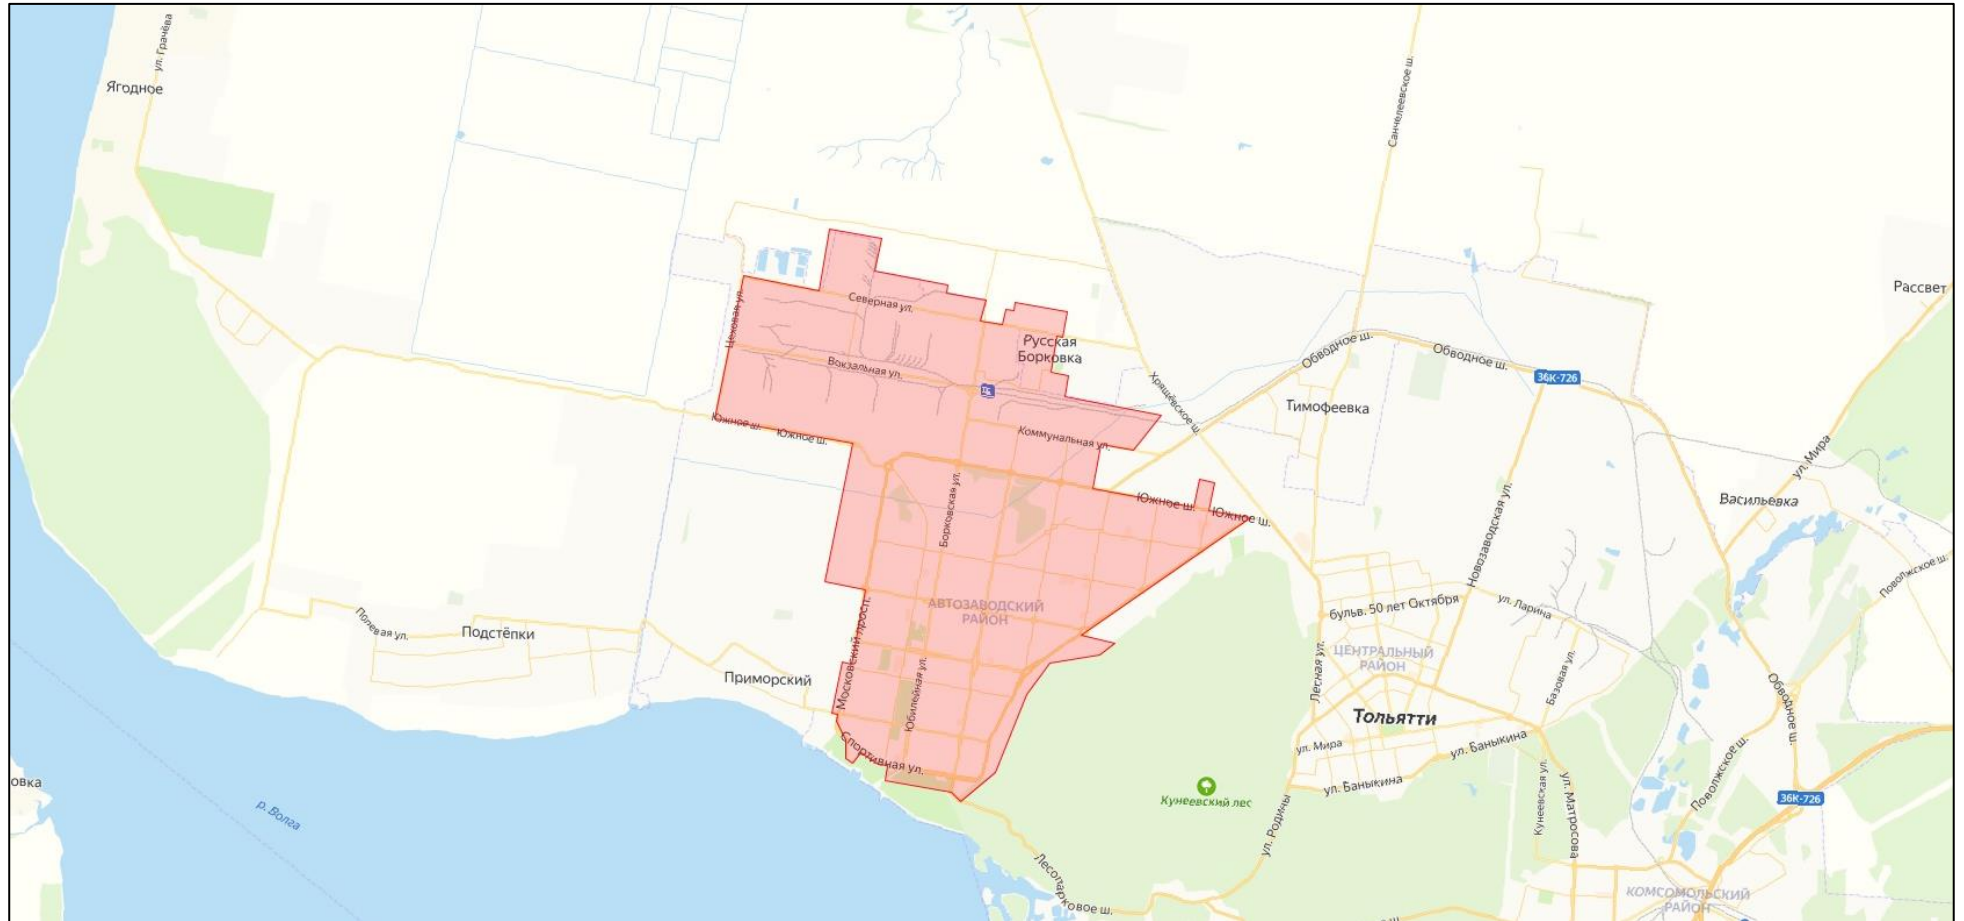 ул. Грачёва
Ягодное
Санчелеевское ш.
Рассвет
Северная ул.
Цеховая ул.
Русская
Борковка
Обводное ш.
Обводное ш.
Вокзальная ул.
36К-726
Хрящёвское ш.
Тимофеевка
Южное ш.
Южное ш.
Коммунальная ул.
ул. Мира
Борковская ул.
Южное ш.
Южное ш.
Новозаводская ул.
Васильевка
Поволжское ш.
АВТОЗАВОДСКИЙ
РАЙОН
бульв. 50 лет Октября
ул. Ларина
Полевая ул.
Подстёпки
Московский просп.
Лесная ул.
ЦЕНТРАЛЬНЫЙ
РАЙОН
Базовая ул.
Приморский
Юбилейная ул.
Обводное ш.
Тольятти
Спортивная ул.
ул. Мира
ул. Баныкина
овка
ул. Баныкина
Кунеевский лес
Поволжское ш.
36К-726
р. Волга
ул. Родины
Кунеевская ул.
ул. Матросова
Лесопарковое ш.
КОМСОМОЛЬСКИЙ
РАЙОН